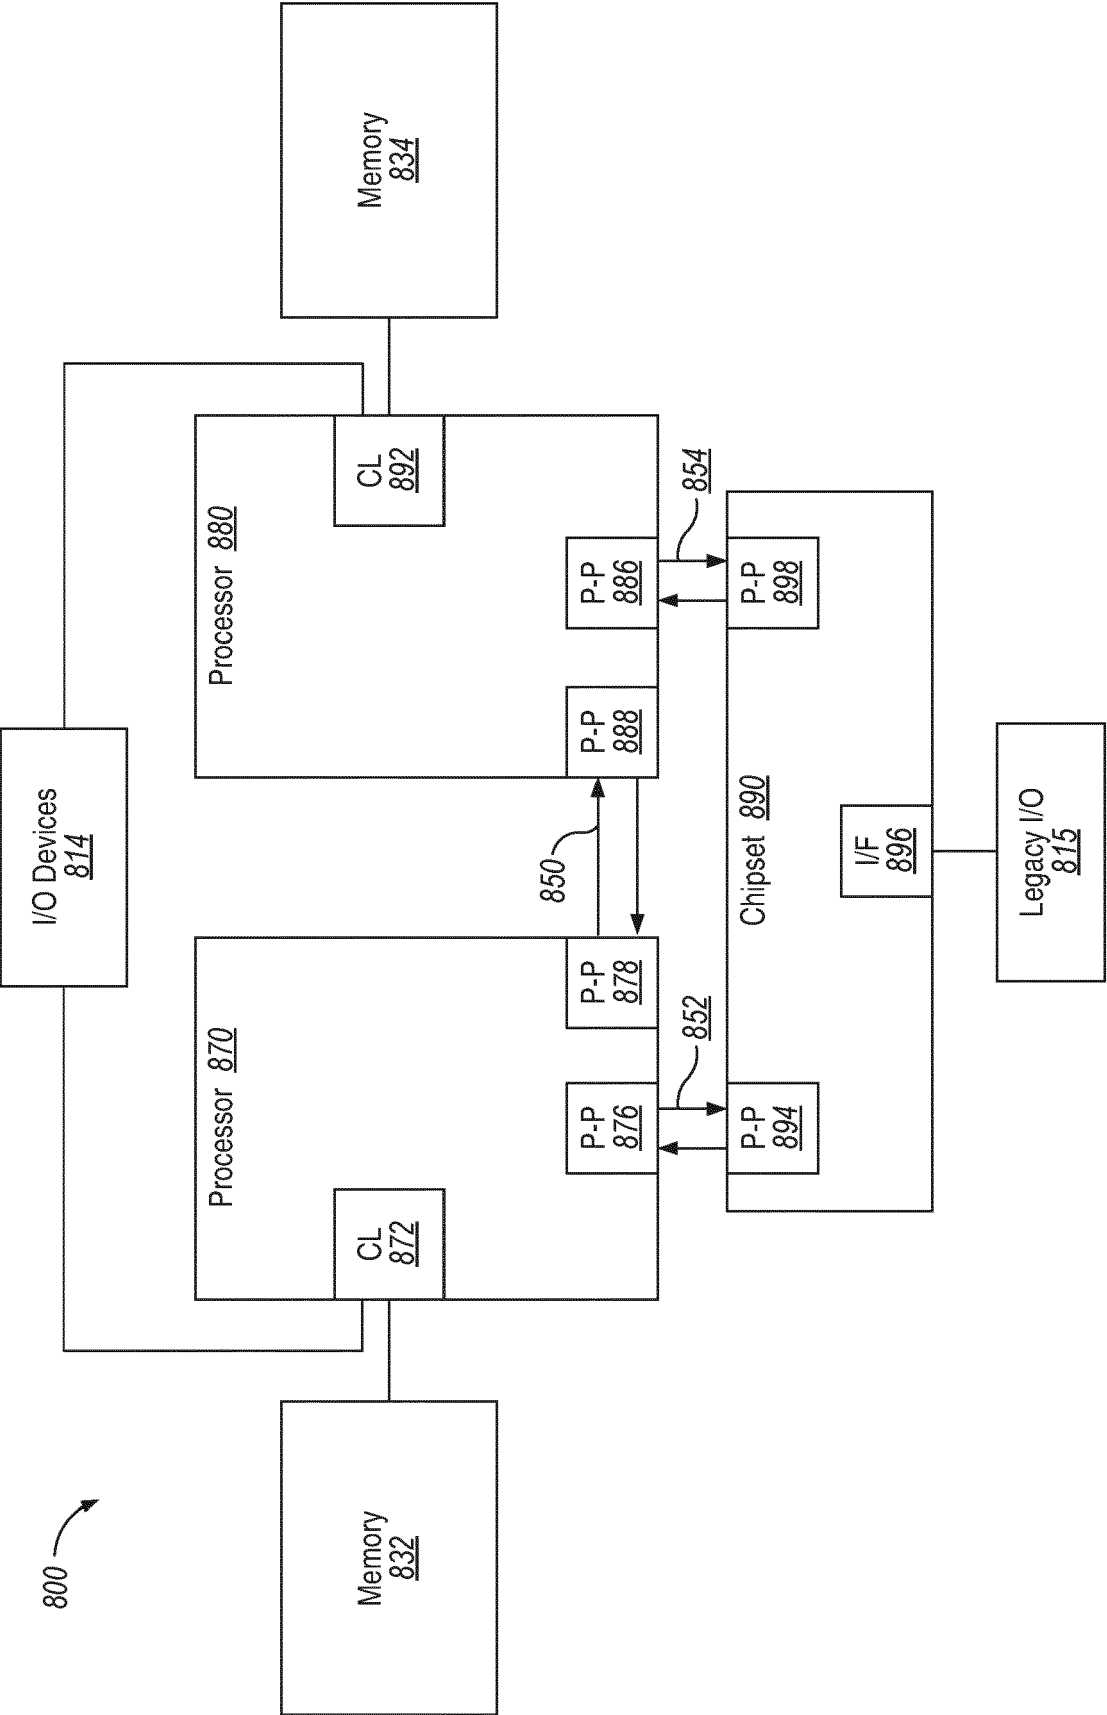 800
I/O Devices
814
Memory
832
Processor 870
CL
872
P-P
876
P-P
878
850
Processor 880
CL
892
P-P
888
P-P
886
Memory
834
852
854
Chipset 890
P-P
894
P-P
898
I/F
896
Legacy I/O
815